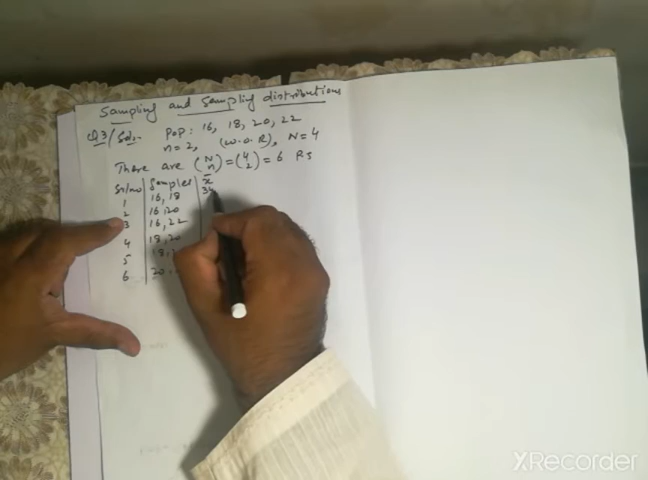 Sampling and Sampling distributions
Q3/ Sol:- Pop: 16, 18, 20, 22
n = 2, (W.O.R), N = 4
There are (N n) = (4 2) = 6 R s
Sr/no Samples x̄
1 16, 18 34
2 16, 20
3 16, 22
4 18, 20
5 18,
6 20,
XRecorder